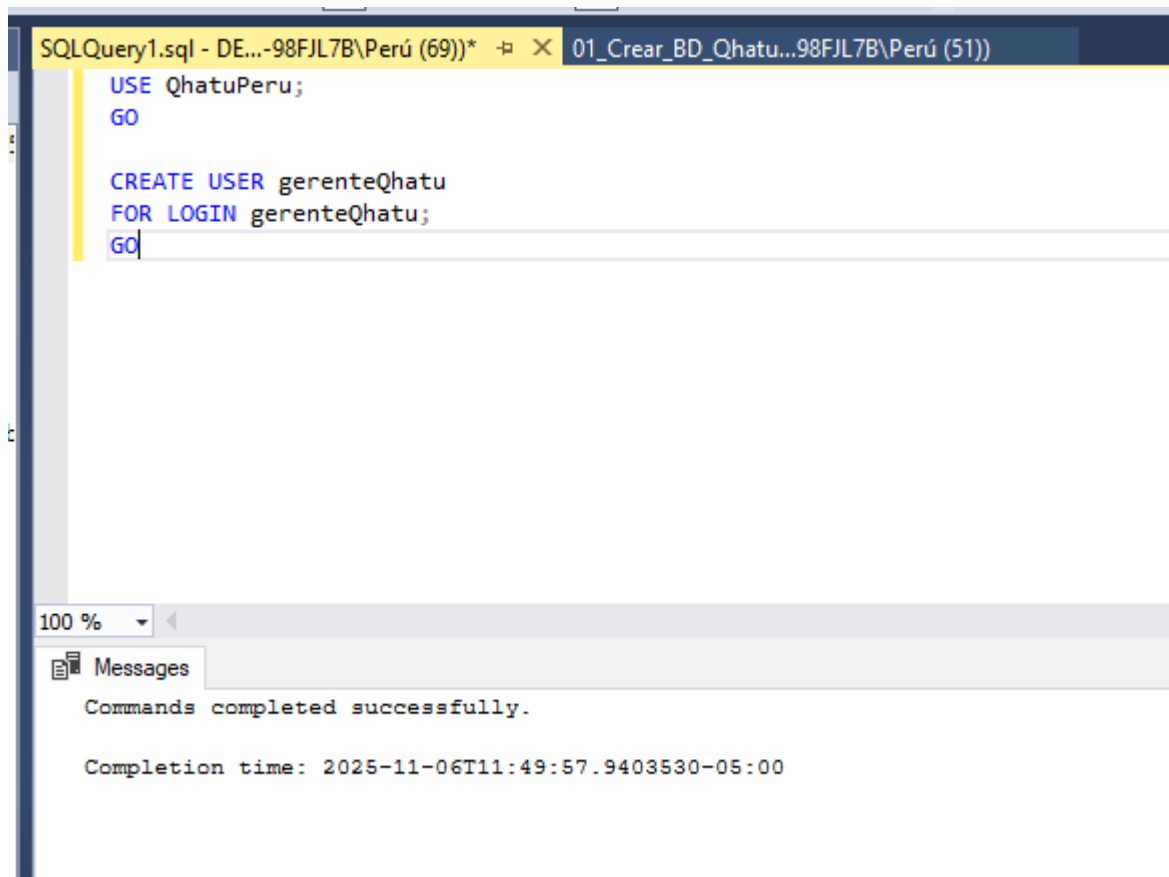 SQLQuery1.sql - DE...-98FJL7B\Perú (69))* 01_Crear_BD_Qhatu...98FJL7B\Perú (51))
USE QhatuPeru;
GO
CREATE USER gerenteQhatu
FOR LOGIN gerenteQhatu;
GO
100 %
Messages
Commands completed successfully.
Completion time: 2025-11-06T11:49:57.9403530-05:00